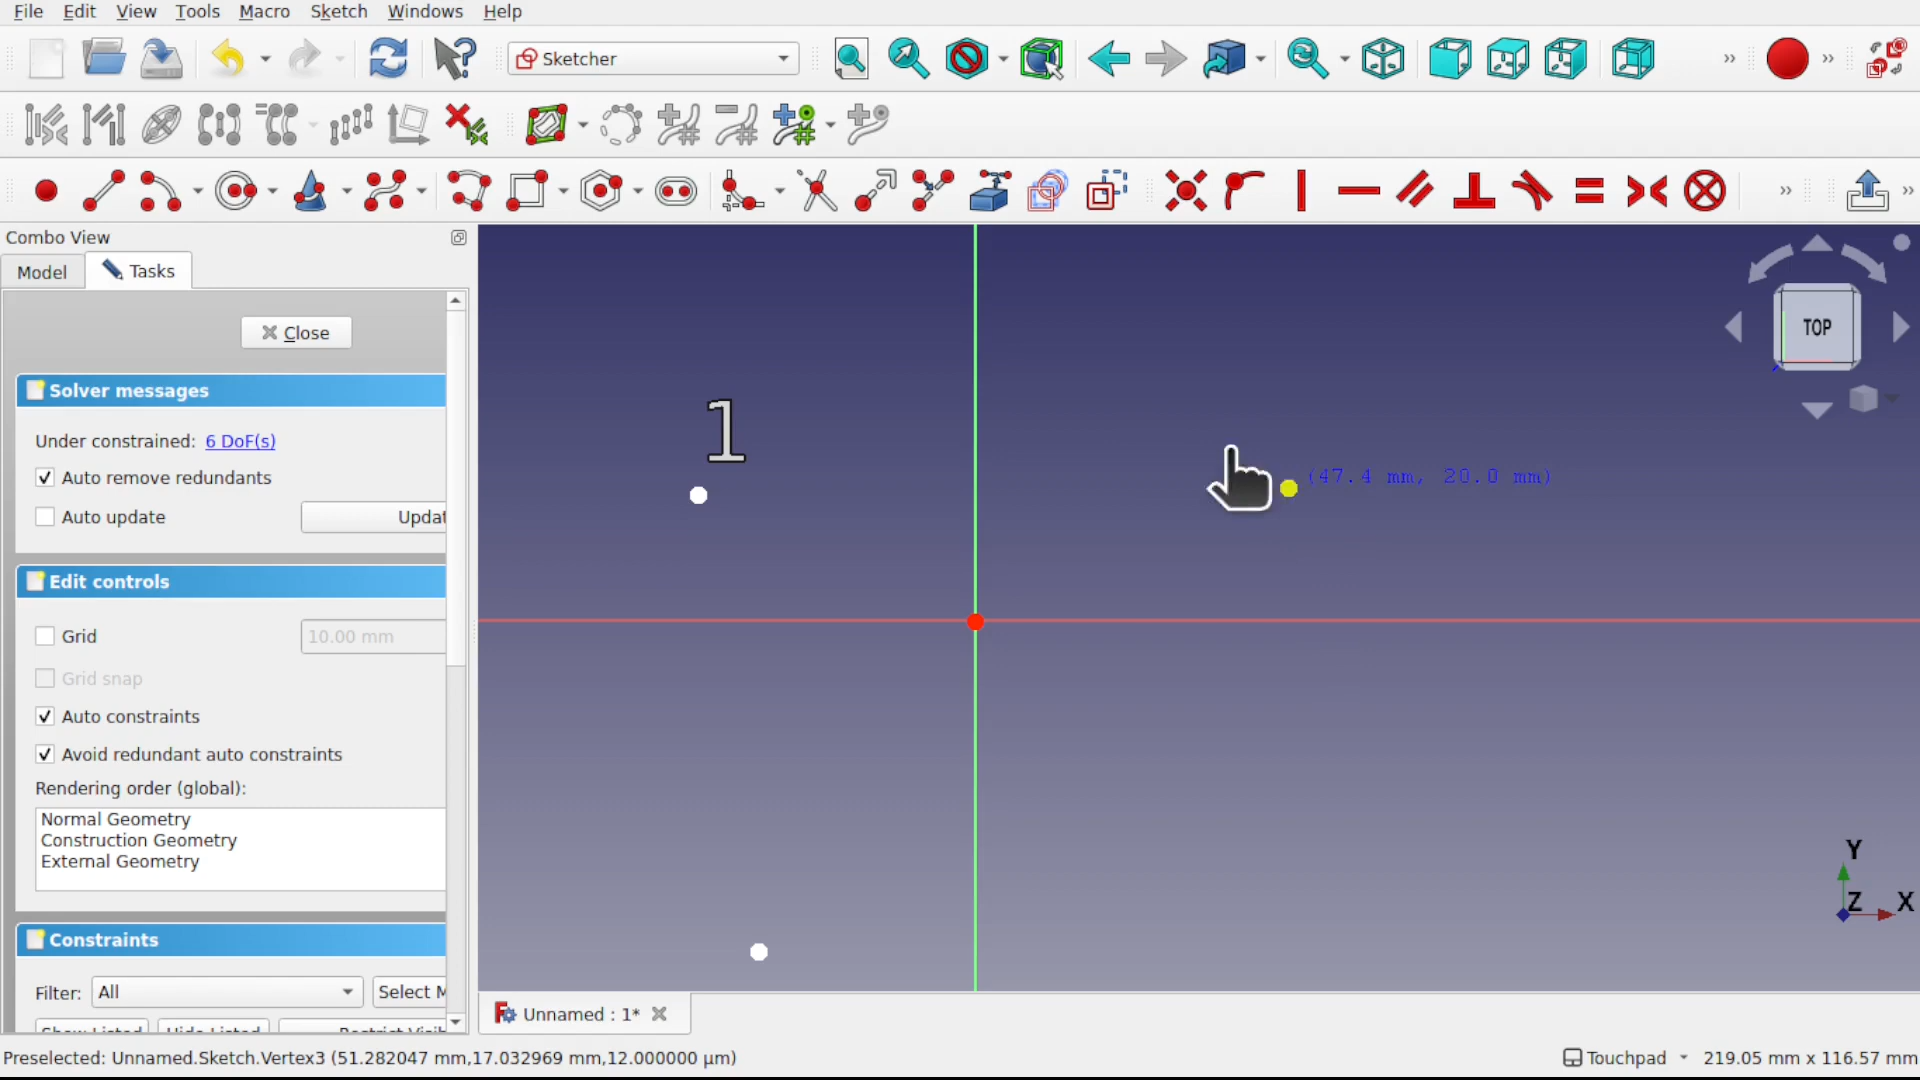 File Edit View Tools Macro Sketch Windows Help
Sketcher
Combo View
Model Tasks
Close
Solver messages
Under constrained: 6 DoF(s)
Auto remove redundants
Auto update
Edit controls
Grid 10.00 mm
Grid snap
Auto constraints
Avoid redundant auto constraints
Rendering order (global):
Normal Geometry
Construction Geometry
External Geometry
Constraints
Filter: All Select
1
(47.4 mm, 20.0 mm)
TOP
Y
Z X
Unnamed : 1*
Preselected: Unnamed.Sketch.Vertex3 (51.282047 mm,17.032969 mm,12.000000 µm)
Touchpad 219.05 mm x 116.57 mm